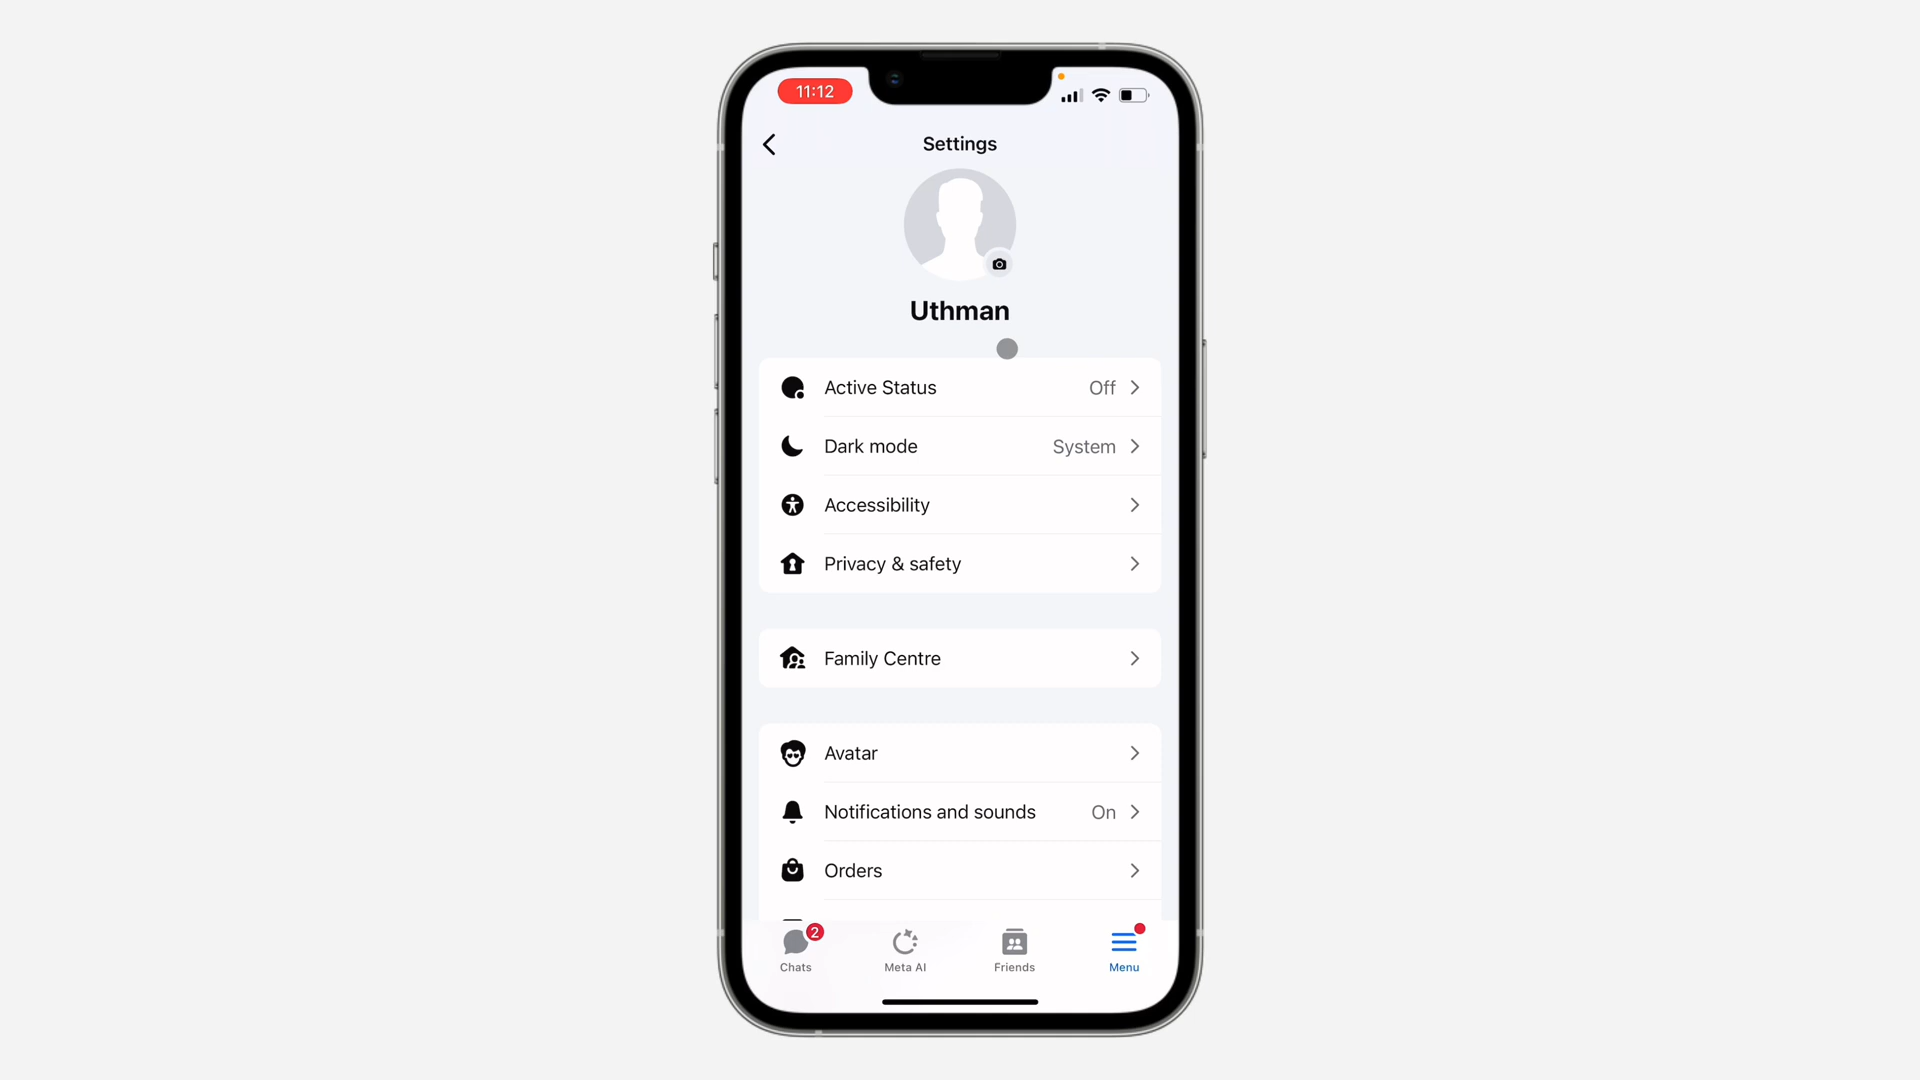 11:12
Settings
Uthman
Active Status Off
Dark mode System
Accessibility
Privacy & safety
Family Centre
Avatar
Notifications and sounds On
Orders
2
Chats Meta AI Friends Menu